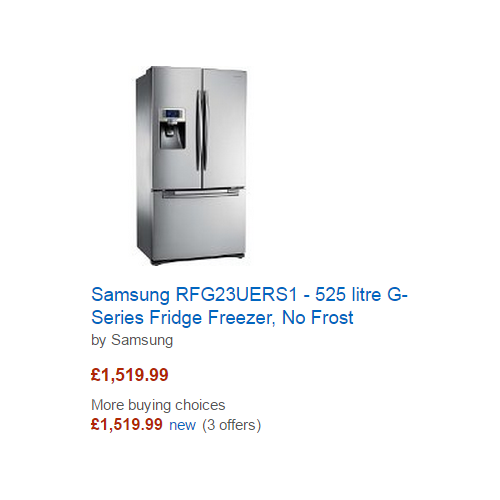 Samsung RFG23UERS1 - 525 litre G-
Series Fridge Freezer, No Frost
by Samsung
£1,519.99
More buying choices
£1,519.99 new (3 offers)